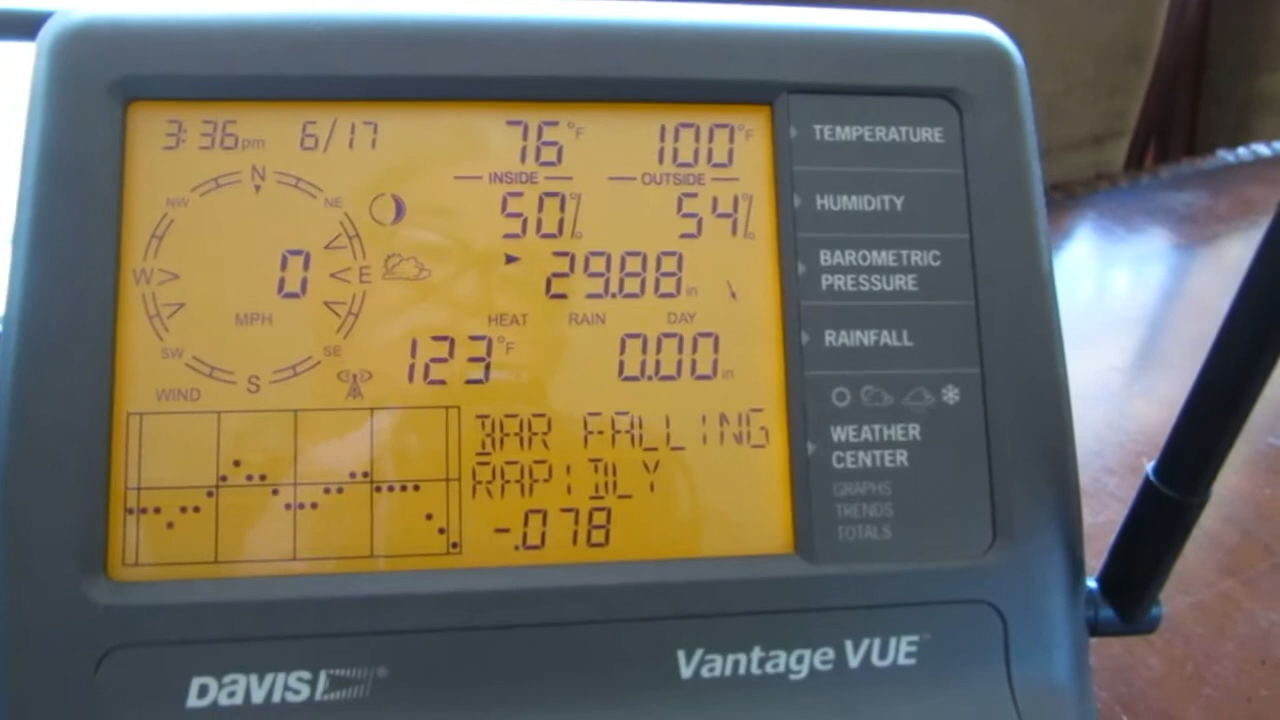 3:36pm 6/17 76°F 100°F
INSIDE OUTSIDE
50% 54%
N
NW NE
W E
SW SE
S
0
MPH
WIND
29.88in
HEAT RAIN DAY
123°F 0.00in
BAR FALLING
RAPIDLY
-.078
TEMPERATURE
HUMIDITY
BAROMETRIC
PRESSURE
RAINFALL
WEATHER
CENTER
GRAPHS
TRENDS
TOTALS
DAVIS®
Vantage VUE™